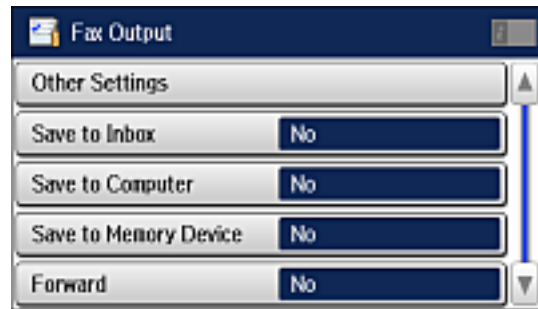 Fax Output
Other Settings
Save to Inbox No
Save to Computer No
Save to Memory Device No
Forward No